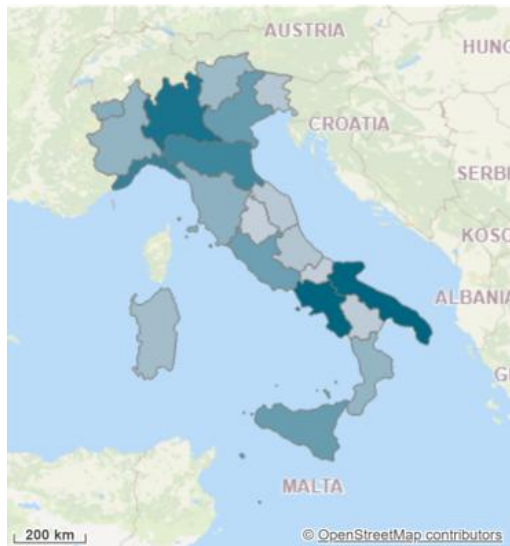 AUSTRIA
HUNG
CROATIA
SERB
KOSO
ALBANIA
G
MALTA
200 km
© OpenStreetMap contributors